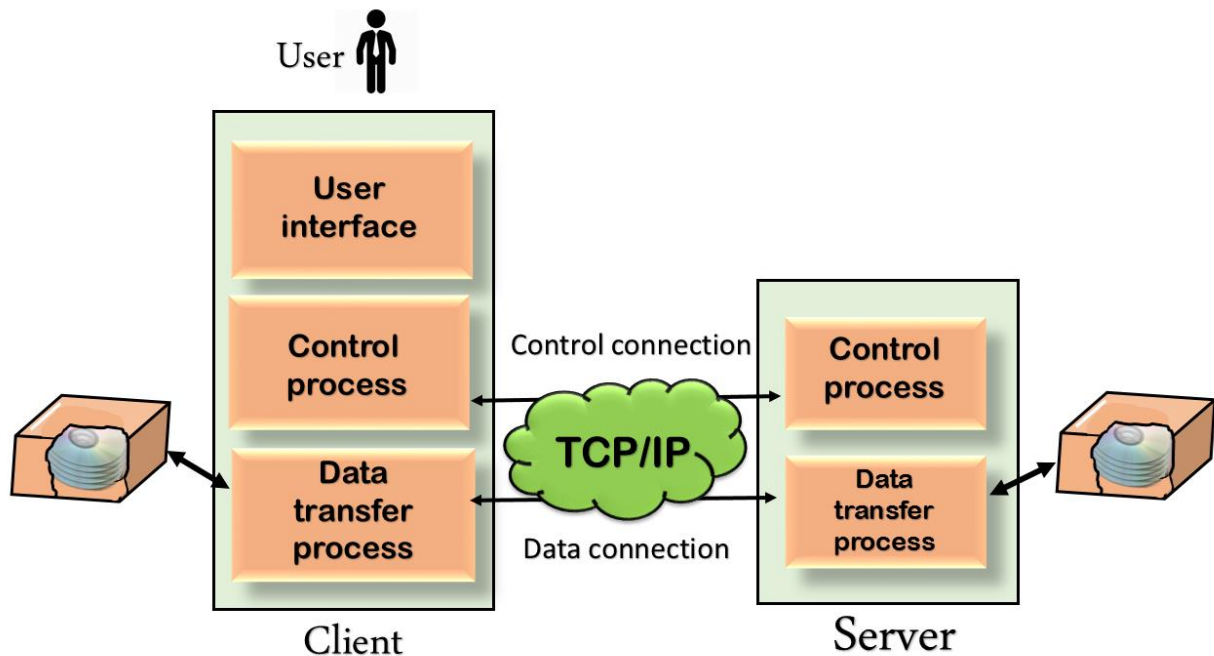 User
User
interface
Control
process
Data
transfer
process
Client
Control connection
TCP/IP
Data connection
Control
process
Data
transfer
process
Server